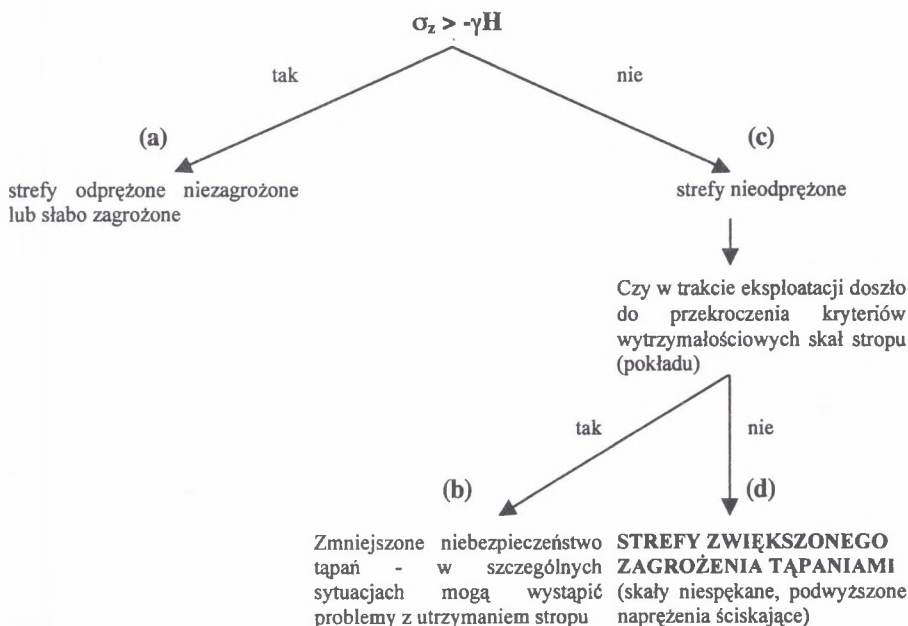 σz > -γH
tak
nie
(a)
(c)
strefy odprężone niezagrożone
lub słabo zagrożone
strefy nieodprężone
Czy w trakcie eksploatacji doszło
do przekroczenia kryteriów
wytrzymałościowych skał stropu
(pokładu)
tak
nie
(b)
(d)
Zmniejszone niebezpieczeństwo
tąpań - w szczególnych
sytuacjach mogą wystąpić
problemy z utrzymaniem stropu
STREFY ZWIĘKSZONEGO
ZAGROŻENIA TĄPANIAMI
(skały niespękane, podwyższone
naprężenia ściskające)